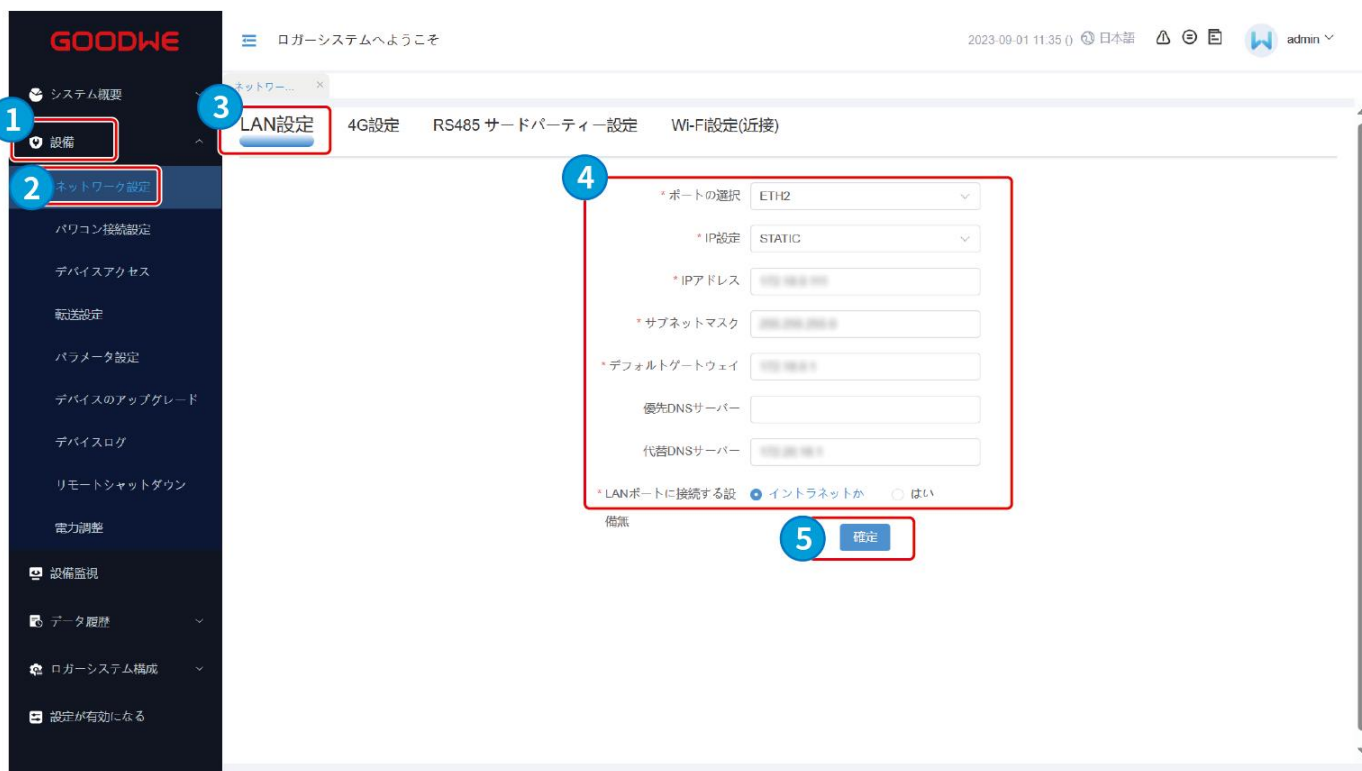 GOODWE
ロガーシステムへようこそ
2023-09-01 11:35 () 日本語
admin
システム概要
ネットワー... ×
1
設備
2
ネットワーク設定
パワコン接続設定
デバイスアクセス
転送設定
パラメータ設定
デバイスのアップグレード
デバイスログ
リモートシャットダウン
電力調整
設備監視
データ履歴
ロガーシステム構成
設定が有効になる
3
LAN設定 4G設定 RS485 サードパーティー設定 Wi-Fi設定(近接)
4
* ポートの選択 ETH2
* IP設定 STATIC
* IPアドレス
* サブネットマスク
* デフォルトゲートウェイ
優先DNSサーバー
代替DNSサーバー
* LANポートに接続する設 イントラネットか はい
備無
5
確定